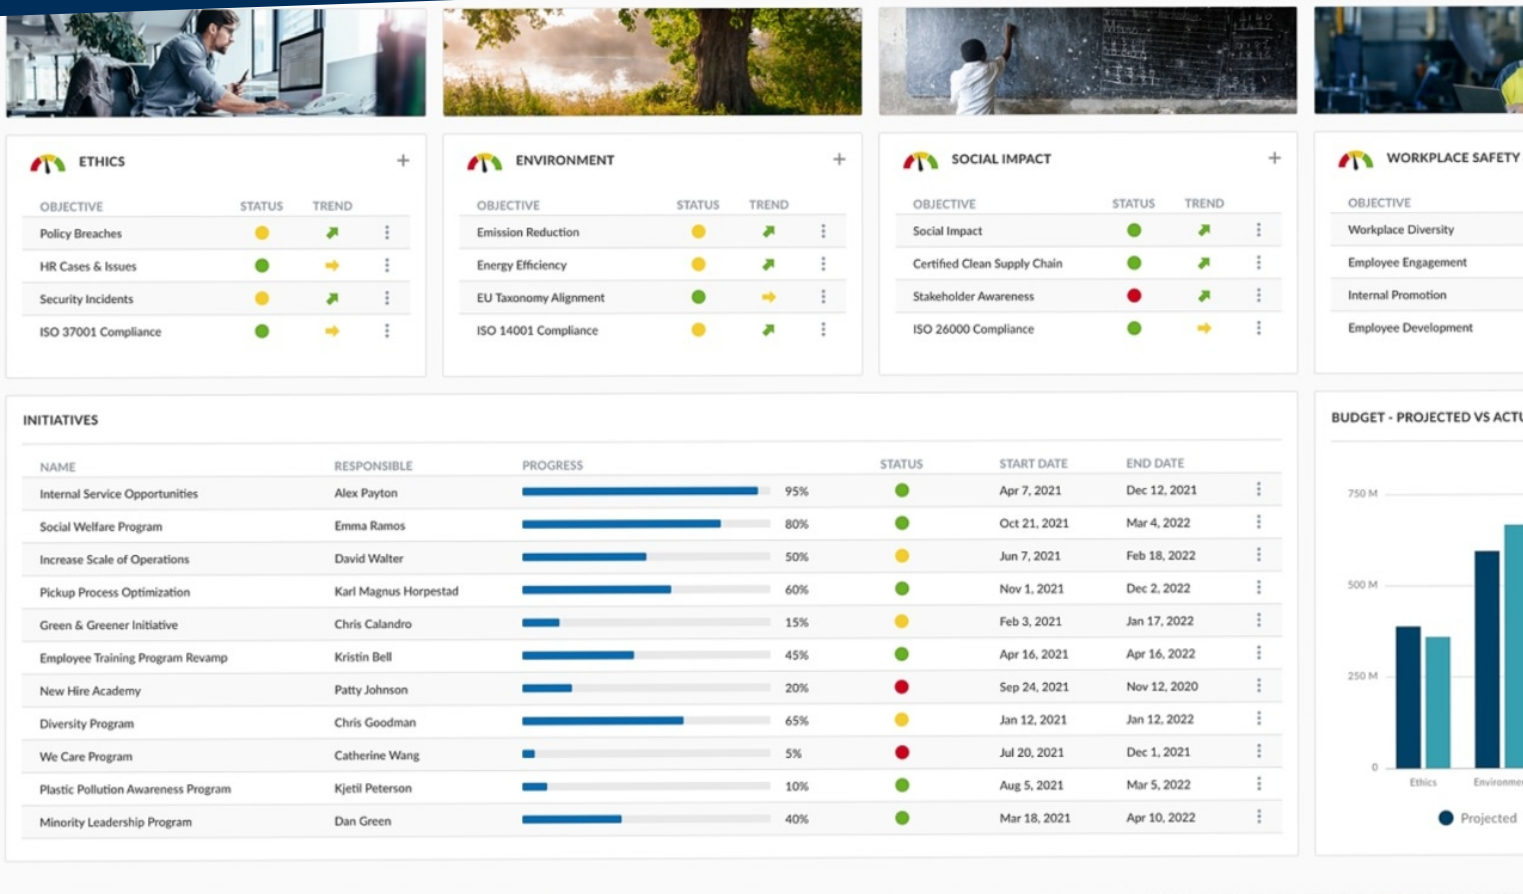 ETHICS
+
OBJECTIVE STATUS TREND
Policy Breaches
HR Cases & Issues
Security Incidents
ISO 37001 Compliance
ENVIRONMENT
+
OBJECTIVE STATUS TREND
Emission Reduction
Energy Efficiency
EU Taxonomy Alignment
ISO 14001 Compliance
SOCIAL IMPACT
+
OBJECTIVE STATUS TREND
Social Impact
Certified Clean Supply Chain
Stakeholder Awareness
ISO 26000 Compliance
WORKPLACE SAFETY
OBJECTIVE
Workplace Diversity
Employee Engagement
Internal Promotion
Employee Development
INITIATIVES
NAME RESPONSIBLE PROGRESS STATUS START DATE END DATE
Internal Service Opportunities Alex Payton 95% Apr 7, 2021 Dec 12, 2021
Social Welfare Program Emma Ramos 80% Oct 21, 2021 Mar 4, 2022
Increase Scale of Operations David Walter 50% Jun 7, 2021 Feb 18, 2022
Pickup Process Optimization Karl Magnus Horpestad 60% Nov 1, 2021 Dec 2, 2022
Green & Greener Initiative Chris Calandro 15% Feb 3, 2021 Jan 17, 2022
Employee Training Program Revamp Kristin Bell 45% Apr 16, 2021 Apr 16, 2022
New Hire Academy Patty Johnson 20% Sep 24, 2021 Nov 12, 2020
Diversity Program Chris Goodman 65% Jan 12, 2021 Jan 12, 2022
We Care Program Catherine Wang 5% Jul 20, 2021 Dec 1, 2021
Plastic Pollution Awareness Program Kjetil Peterson 10% Aug 5, 2021 Mar 5, 2022
Minority Leadership Program Dan Green 40% Mar 18, 2021 Apr 10, 2022
BUDGET - PROJECTED VS ACTU
750 M
500 M
250 M
0
Ethics Environme
Projected